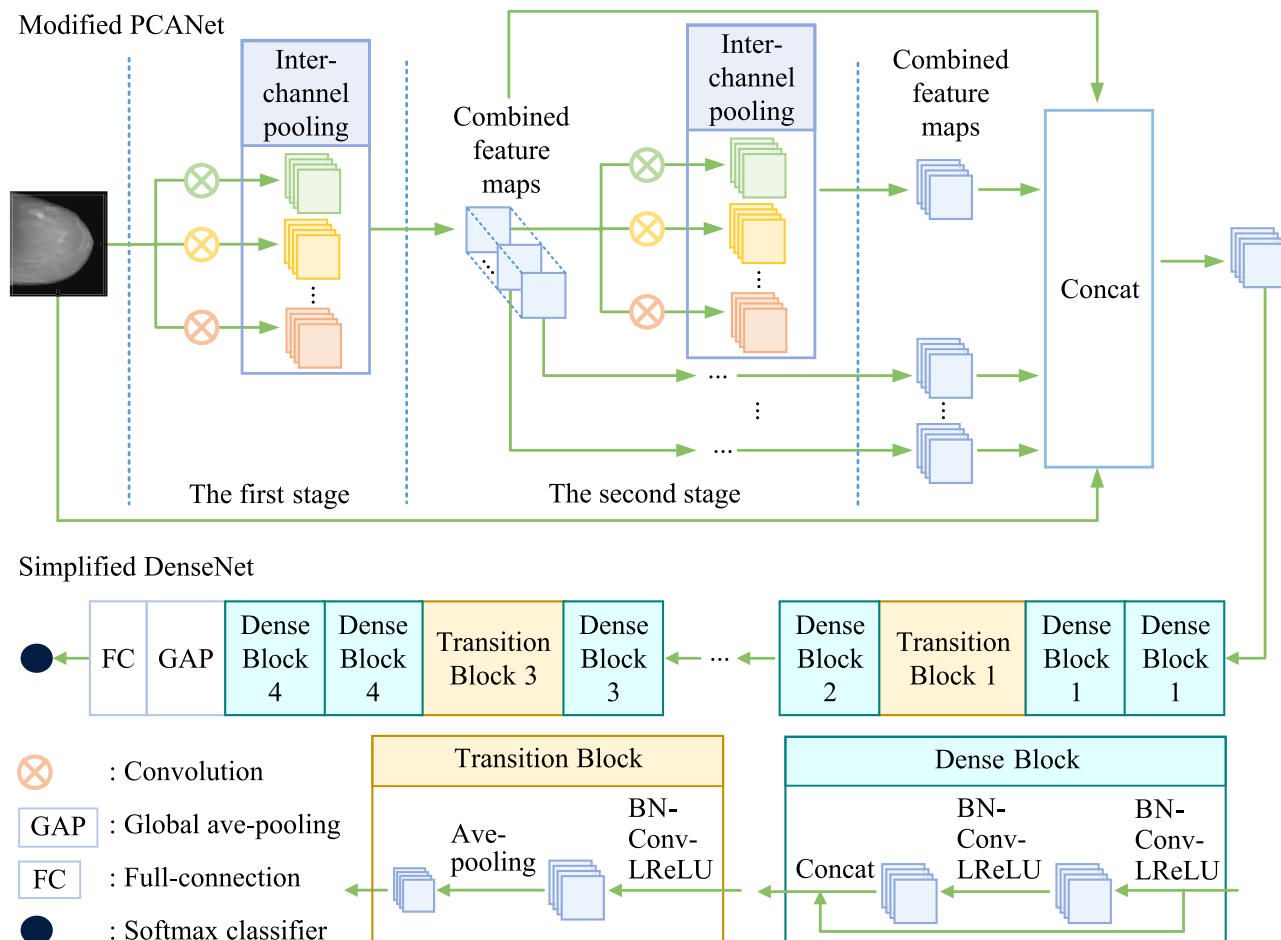 Modified PCANet
Inter-
channel
pooling
Combined
feature
maps
Inter-
channel
pooling
Combined
feature
maps
...
...
...
...
...
...
...
Concat
The first stage
The second stage
Simplified DenseNet
FC
GAP
Dense
Block
4
Dense
Block
4
Transition
Block 3
Dense
Block
3
...
Dense
Block
2
Transition
Block 1
Dense
Block
1
Dense
Block
1
: Convolution
GAP : Global ave-pooling
FC : Full-connection
: Softmax classifier
Transition Block
Ave-
pooling
BN-
Conv-
LReLU
Dense Block
Concat
BN-
Conv-
LReLU
BN-
Conv-
LReLU